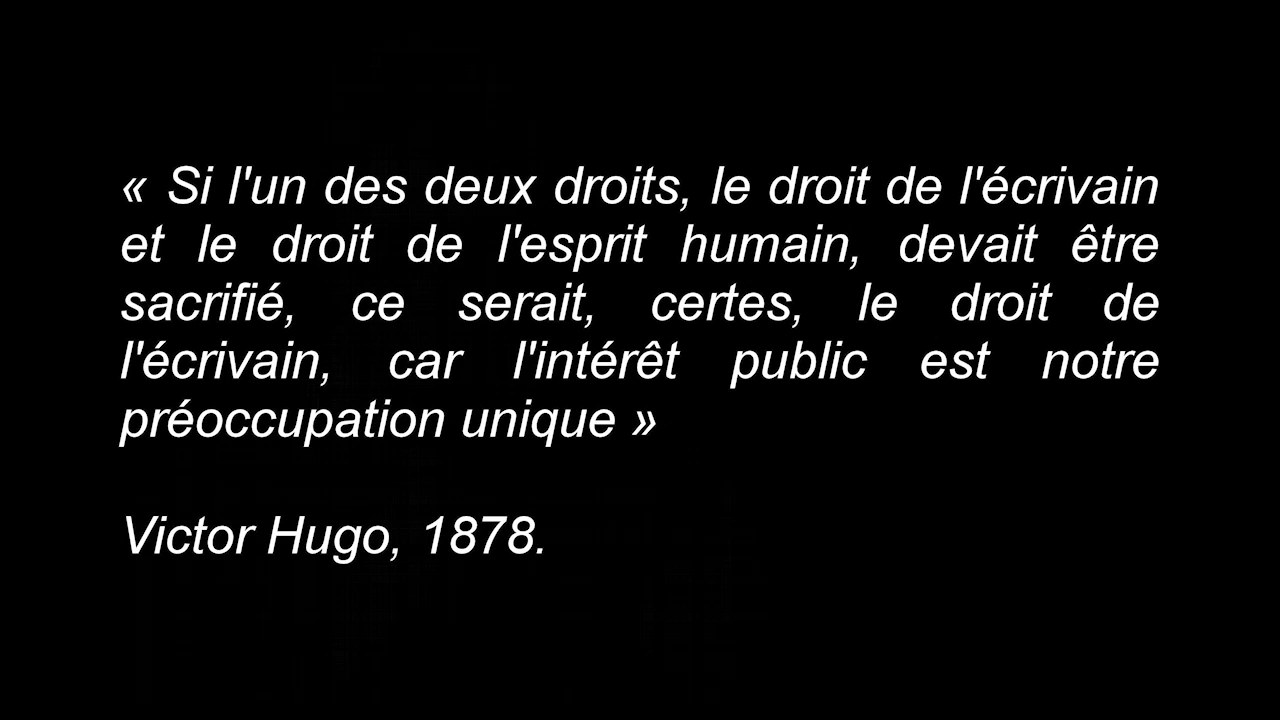 « Si l'un des deux droits, le droit de l'écrivain
et le droit de l'esprit humain, devait être
sacrifié, ce serait, certes, le droit de
l'écrivain, car l'intérêt public est notre
préoccupation unique »
Victor Hugo, 1878.